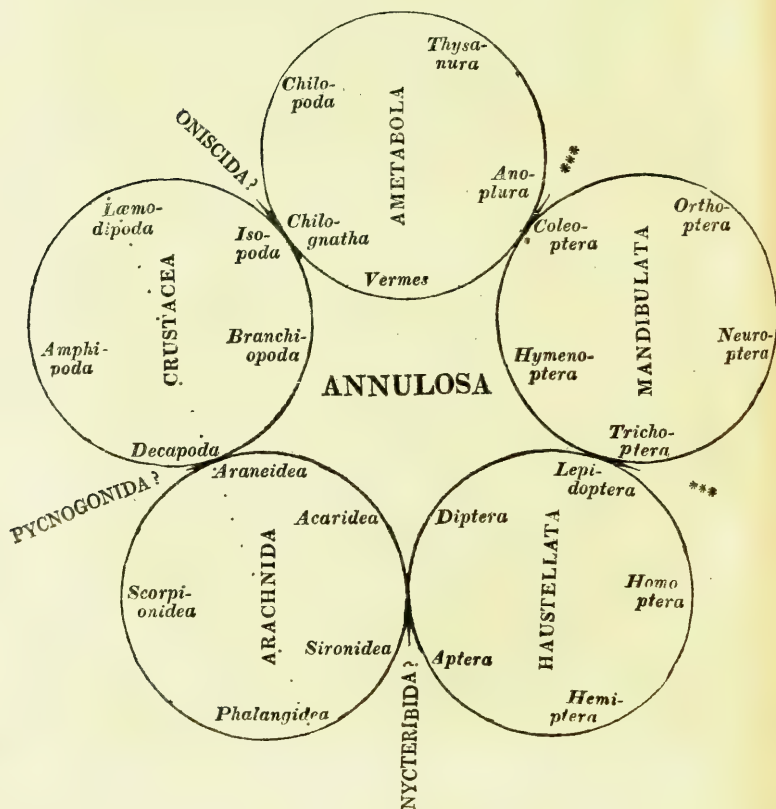 Thysa-
nura
Chilo-
poda
AMETABOLA
Ano-
plura
Chilo-
gnatha
Vermes
ONISCIDA?
***
Læmo-
dipoda
Iso-
poda
CRUSTACEA
Amphi-
poda
Branchi-
opoda
Decapoda
Coleo-
ptera
Ortho-
ptera
MANDIBULATA
Hymeno-
ptera
Neuro-
ptera
Tricho-
ptera
ANNULOSA
PYCNOGONIDA?
***
Araneidea
Acaridea
Scorpi-
onidea
ARACHNIDA
Sironidea
Phalangidea
Lepi-
doptera
Diptera
HAUSTELLATA
Homo
ptera
Aptera
Hemi-
ptera
NYCTERIBIDA?